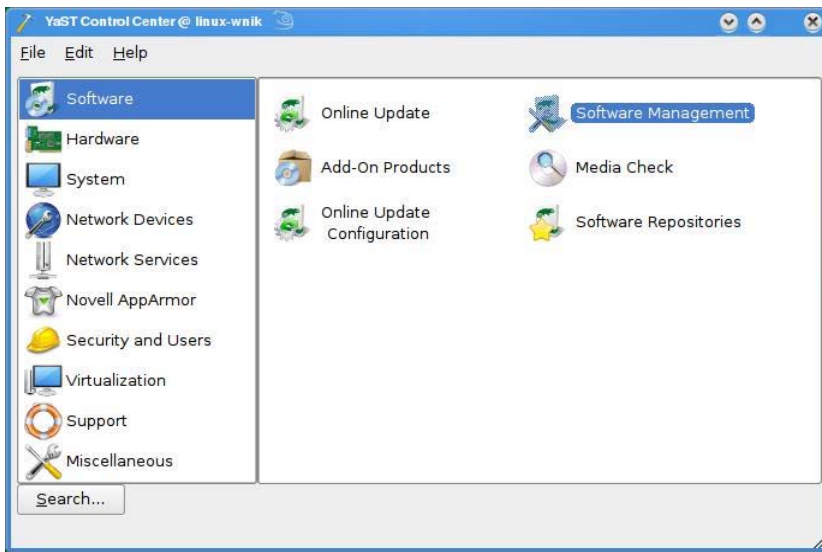 YaST Control Center @ linux-wnik
File Edit Help
Software
Hardware
System
Network Devices
Network Services
Novell AppArmor
Security and Users
Virtualization
Support
Miscellaneous
Online Update
Software Management
Add-On Products
Media Check
Online Update
Configuration
Software Repositories
Search...